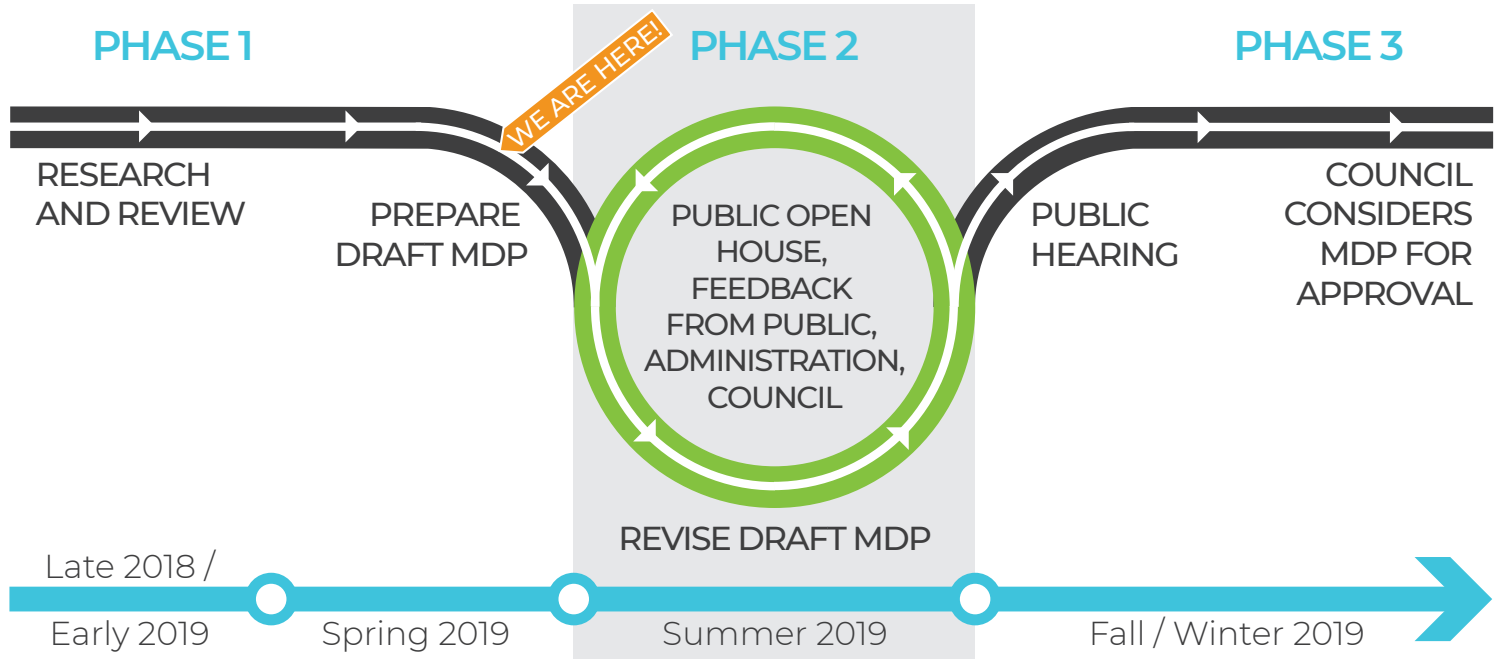 PHASE 1
WE ARE HERE!
PHASE 2
PHASE 3
RESEARCH
AND REVIEW
PREPARE
DRAFT MDP
PUBLIC OPEN
HOUSE,
FEEDBACK
FROM PUBLIC,
ADMINISTRATION,
COUNCIL
REVISE DRAFT MDP
PUBLIC
HEARING
COUNCIL
CONSIDERS
MDP FOR
APPROVAL
Late 2018 /
Early 2019
Spring 2019
Summer 2019
Fall / Winter 2019